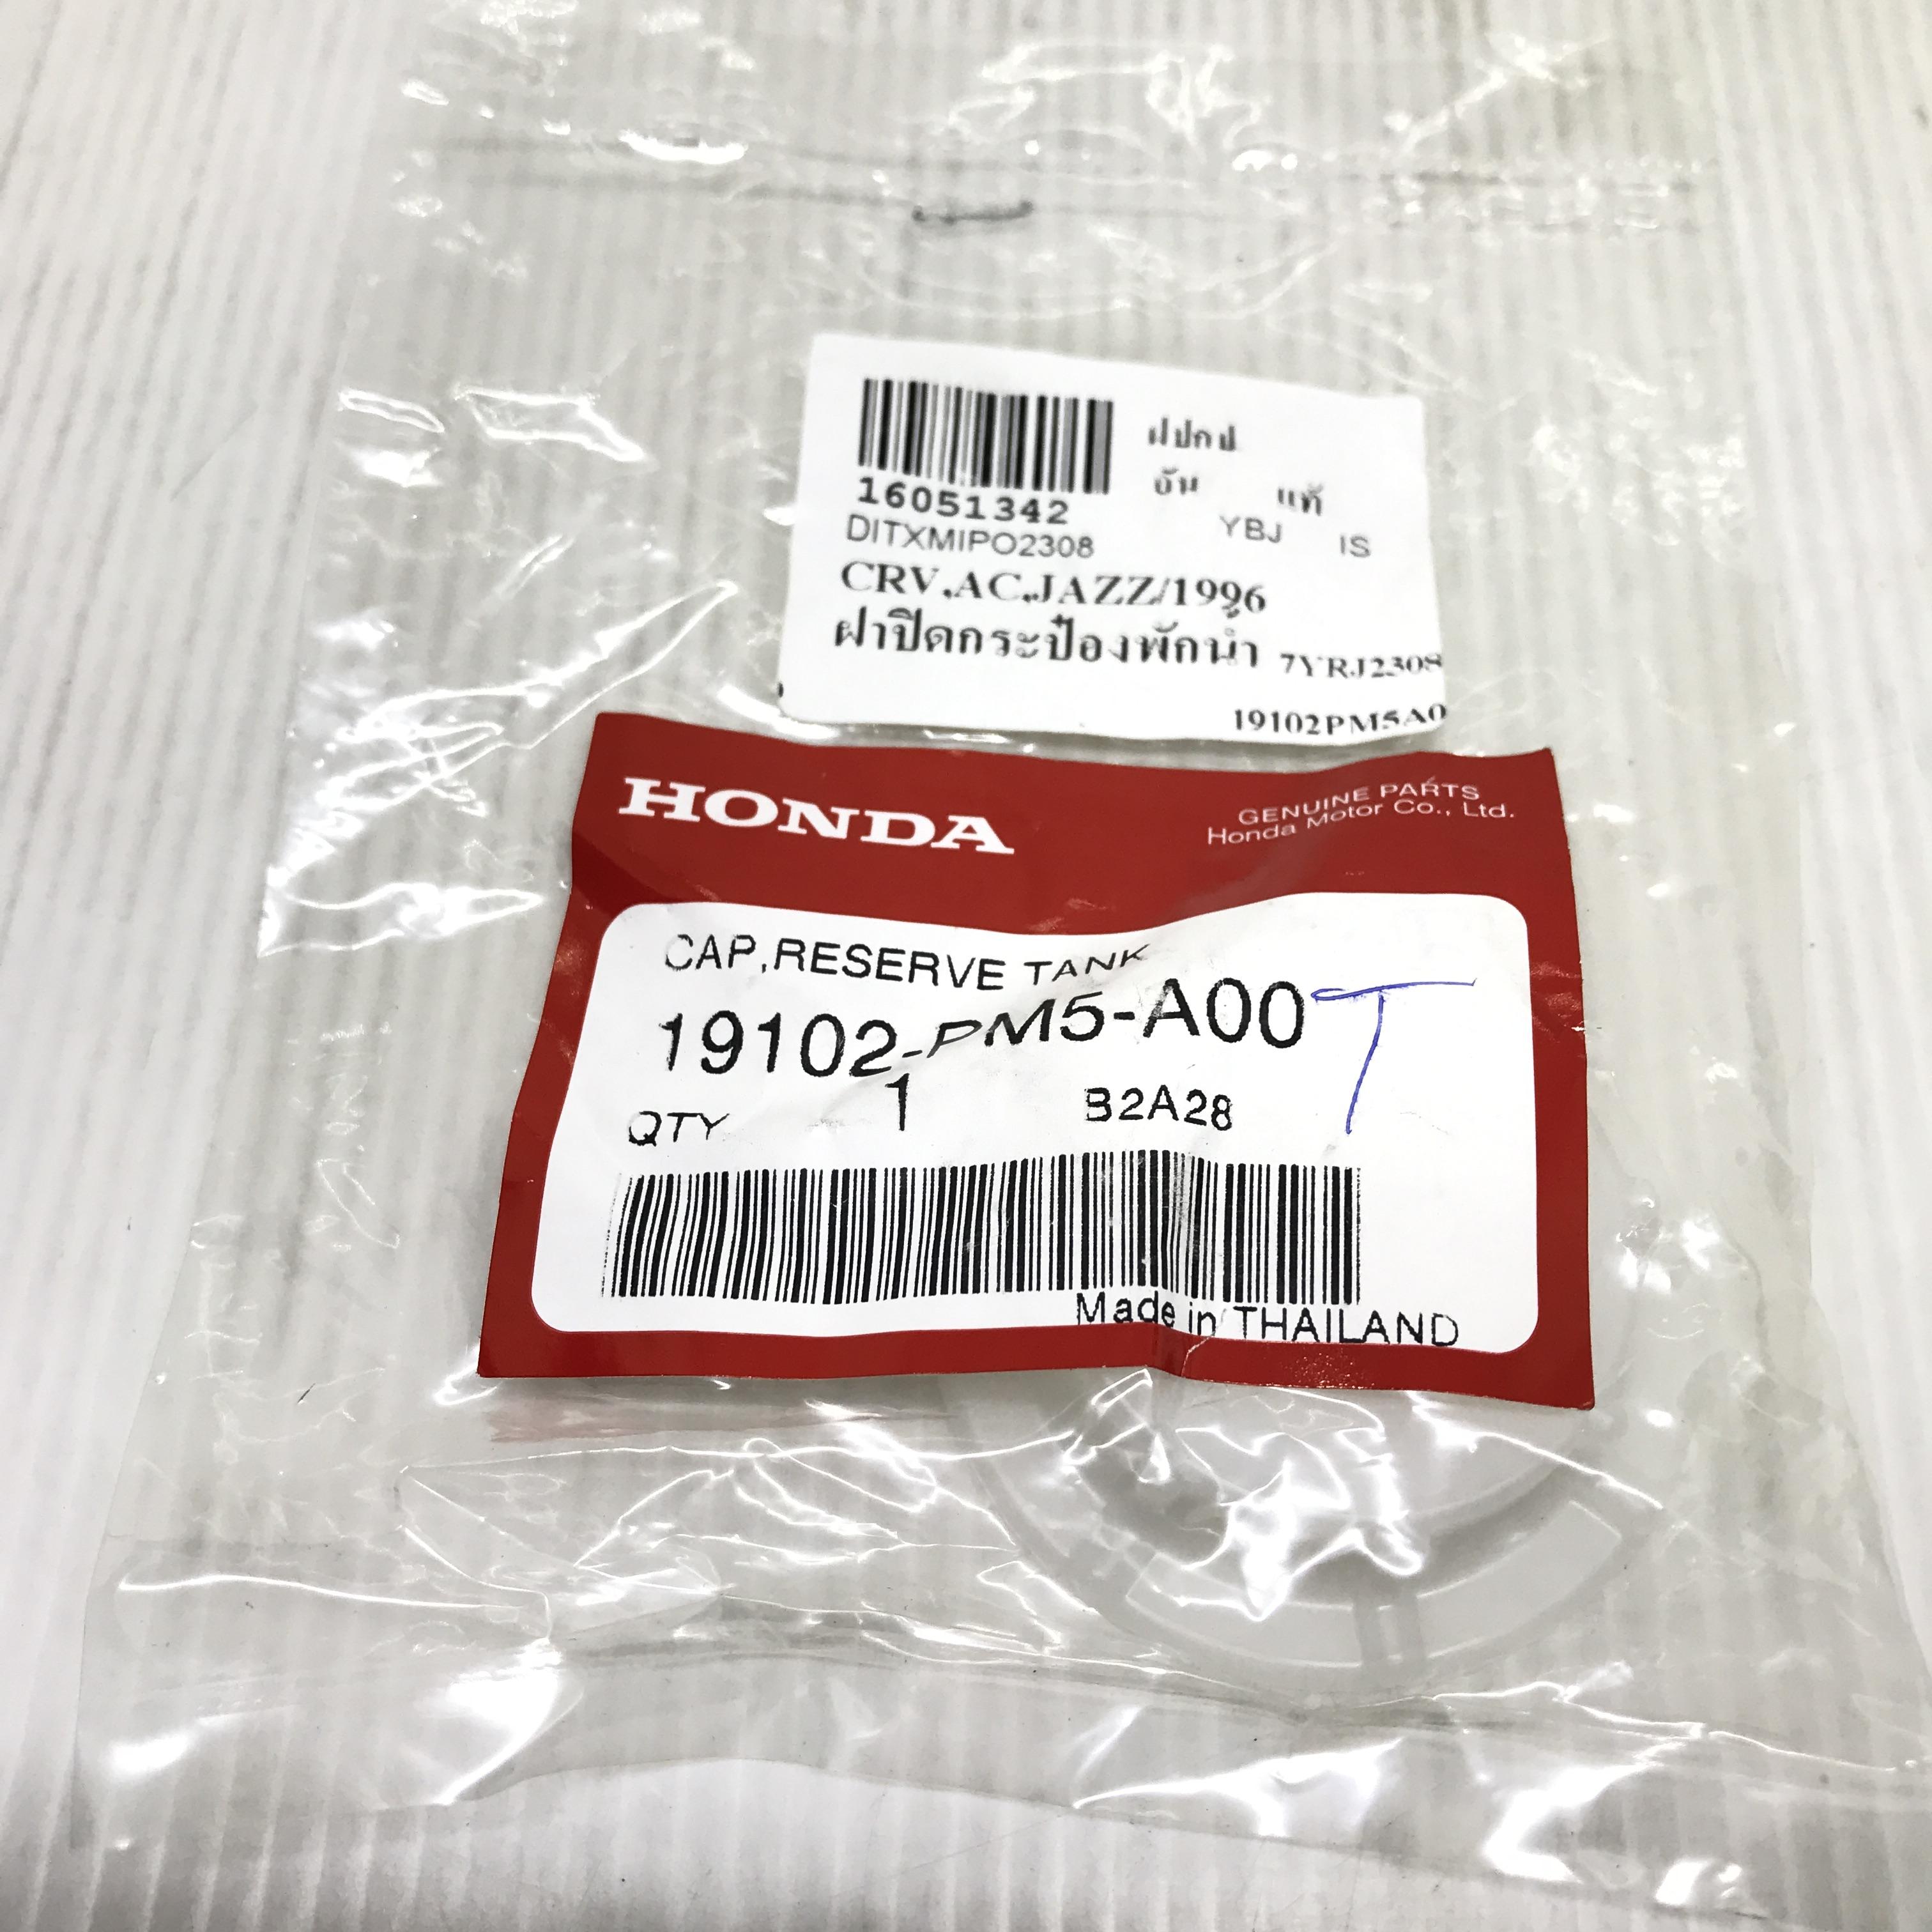 ฝปกป
16051342
อัน แท้
DITXMIPO2308 YBJ IS
CRV,AC,JAZZ/1996
ฝาปิดกระป๋องพักน้ำ 7YRJ2308
19102PM5A0
HONDA
GENUINE PARTS
Honda Motor Co., Ltd.
CAP,RESERVE TANK
19102-PM5-A00 T
QTY 1 B2A28
Made in THAILAND